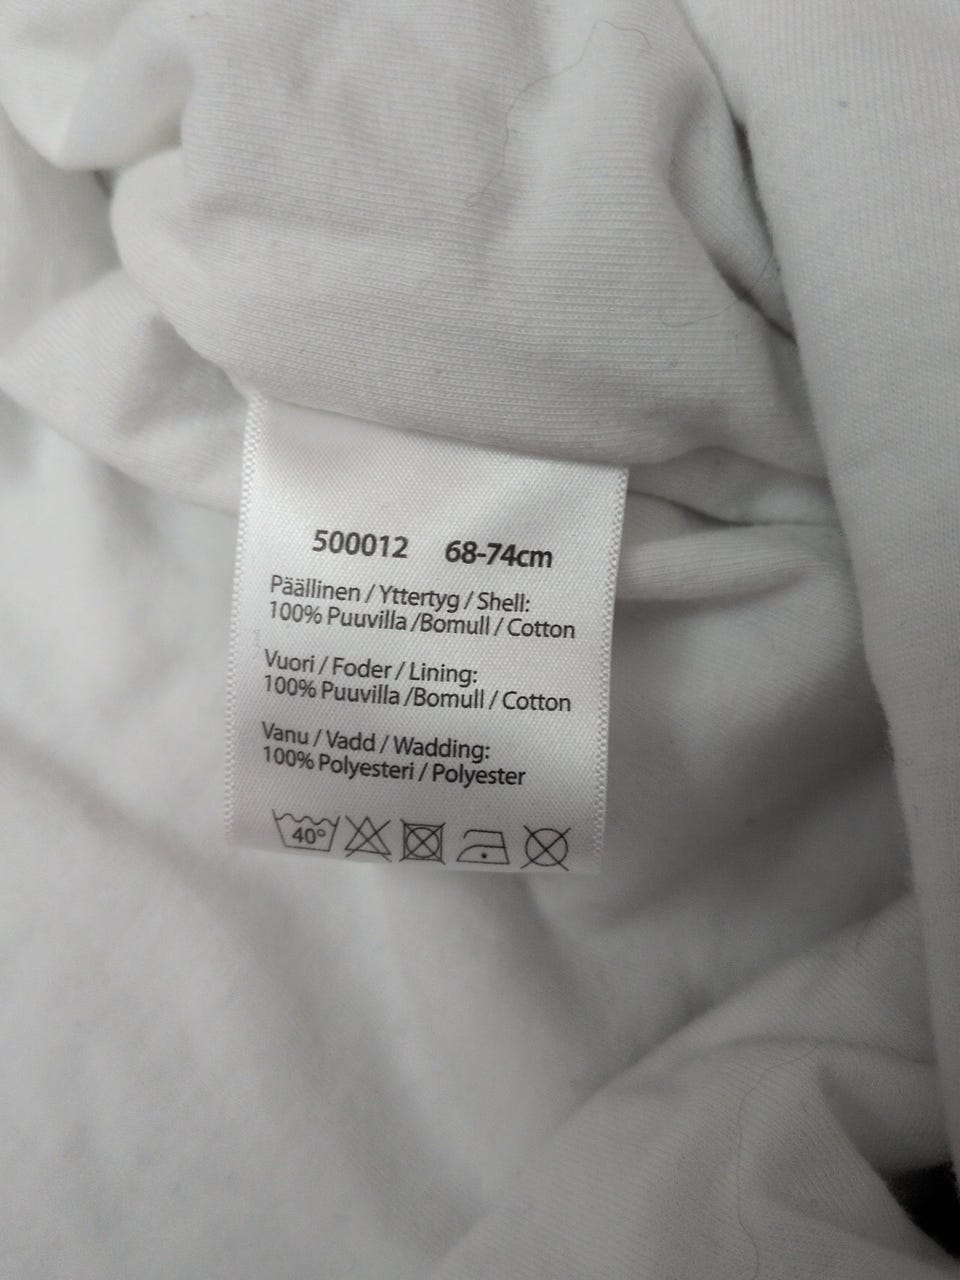 500012 68-74cm
Päällinen / Yttertyg / Shell:
100% Puuvilla /Bomull / Cotton
Vuori / Foder / Lining:
100% Puuvilla /Bomull / Cotton
Vanu / Vadd / Wadding:
100% Polyesteri / Polyester
40°